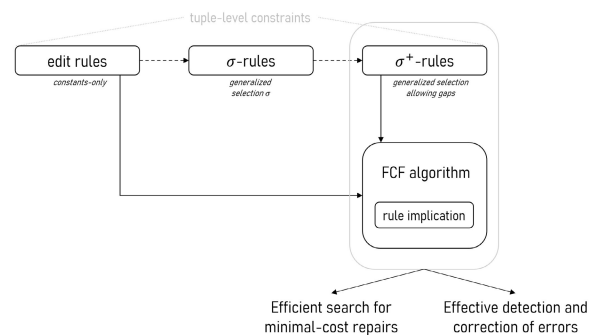 tuple-level constraints
edit rules
σ-rules
σ⁺-rules
constants-only
generalized
selection σ
generalized selection
allowing gaps
FCF algorithm
rule implication
Efficient search for
minimal-cost repairs
Effective detection and
correction of errors